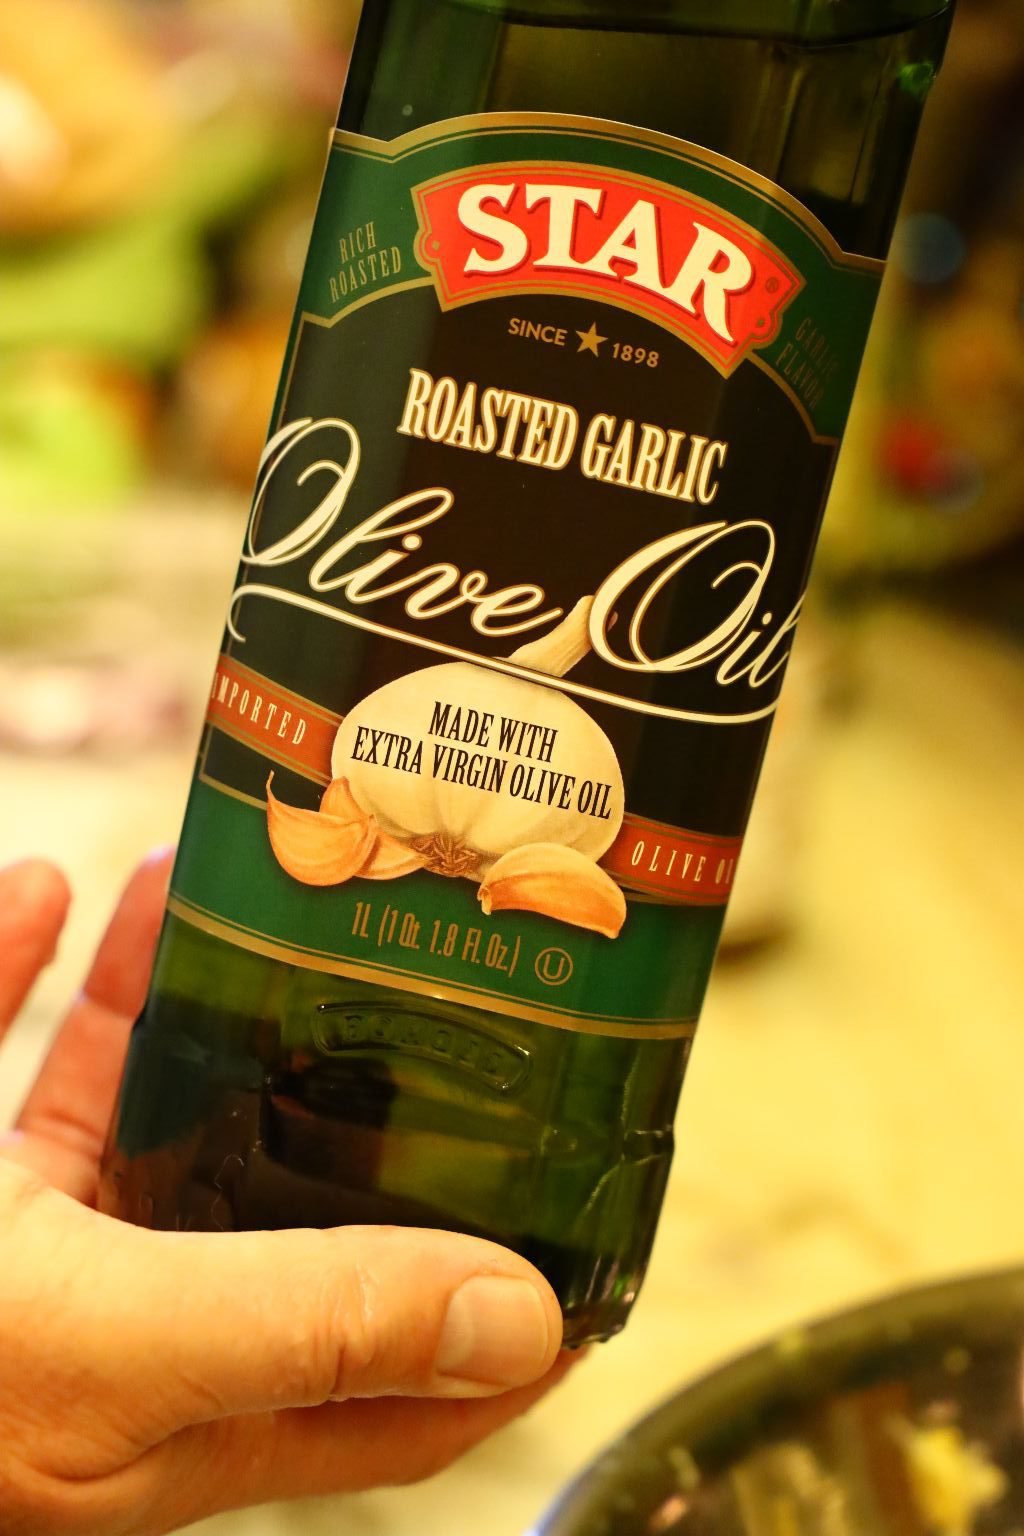 STAR®
RICH
ROASTED
GARLIC
FLAVOR
SINCE ★ 1898
ROASTED GARLIC
Olive Oil
MADE WITH
EXTRA VIRGIN OLIVE OIL
IMPORTED
OLIVE OI
1L (1 Qt. 1.8 Fl. Oz.) Ⓤ